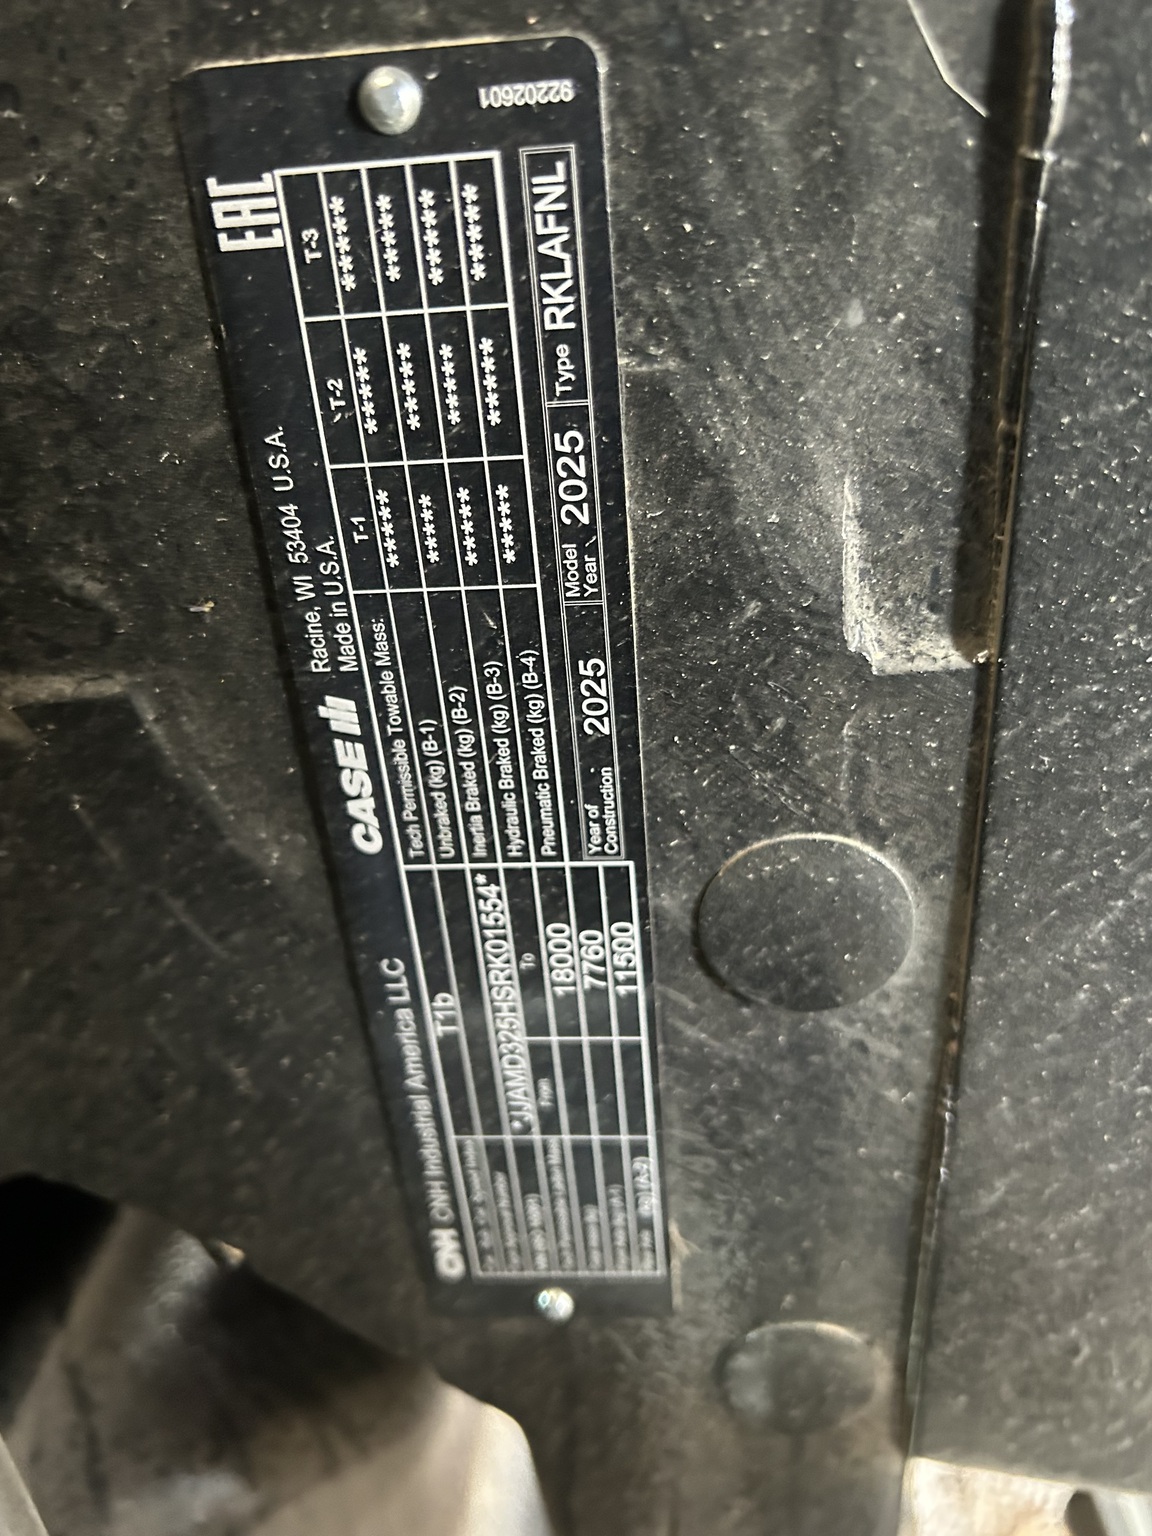 CNH CNH Industrial America LLC
CASE IH
Racine, WI 53404 U.S.A.
Made in U.S.A.
EAC
T1b
*JJAMD325HSRK01554*
From To
18000
7760
11500
(A-2)
Tech Permissible Towable Mass: T-1 T-2 T-3
Unbraked (kg) (B-1) ***** ***** *****
Inertia Braked (kg) (B-2) ***** ***** *****
Hydraulic Braked (kg) (B-3) ***** ***** *****
Pneumatic Braked (kg) (B-4) ***** ***** *****
Year of Construction 2025 Model Year 2025 Type RKLAFNL
92202601